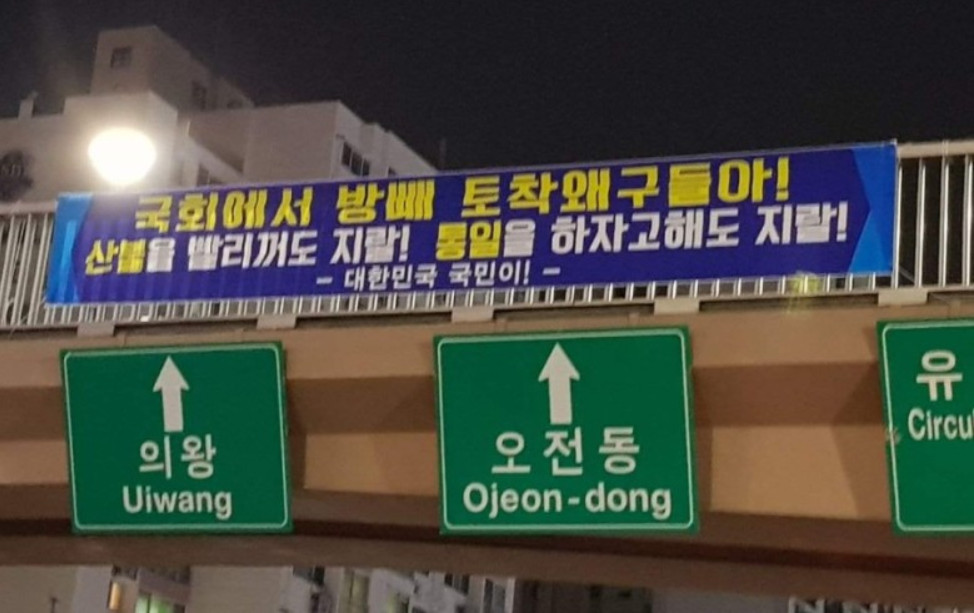 국회에서 방빼 토착왜구들아!
산불을 빨리꺼도 지랄! 통일을 하자고해도 지랄!
- 대한민국 국민이! -
의왕
Uiwang
오전동
Ojeon-dong
유
Circu